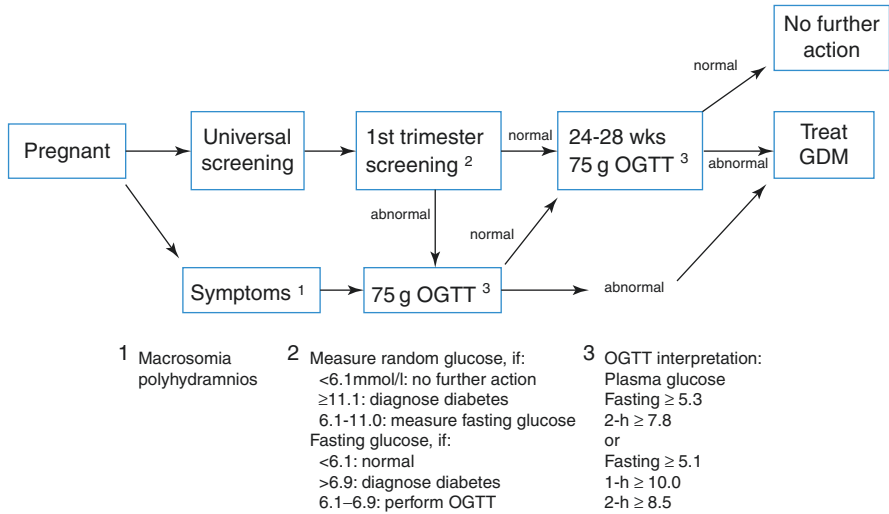 No further
action
normal
Pregnant
Universal
screening
1st trimester
screening 2
normal
24-28 wks
75 g OGTT 3
abnormal
Treat
GDM
abnormal
normal
Symptoms 1
75 g OGTT 3
abnormal
1 Macrosomia
polyhydramnios
2 Measure random glucose, if:
<6.1mmol/l: no further action
≥11.1: diagnose diabetes
6.1-11.0: measure fasting glucose
Fasting glucose, if:
<6.1: normal
>6.9: diagnose diabetes
6.1–6.9: perform OGTT
3 OGTT interpretation:
Plasma glucose
Fasting ≥ 5.3
2-h ≥ 7.8
or
Fasting ≥ 5.1
1-h ≥ 10.0
2-h ≥ 8.5